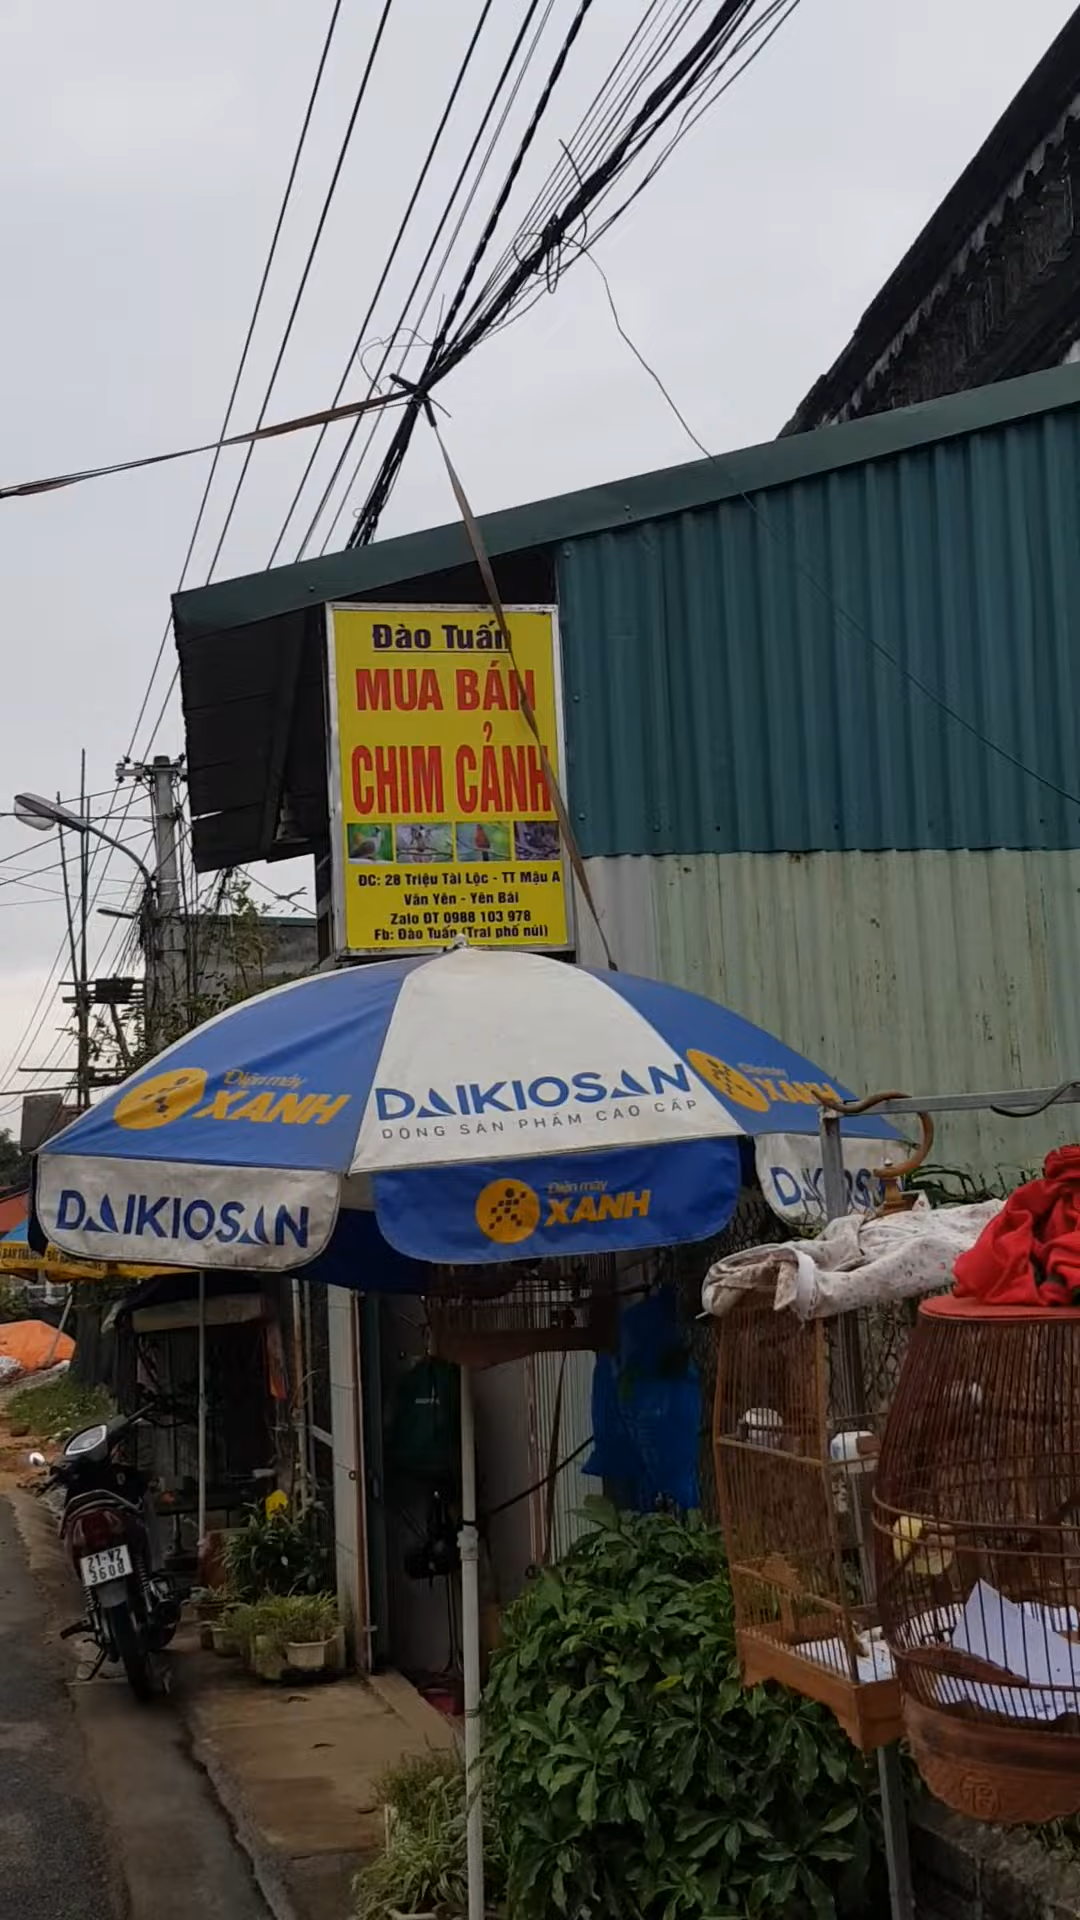 Đào Tuấn
MUA BÁN
CHIM CẢNH
ĐC: 28 Triệu Tài Lộc - TT Mậu A
Văn Yên - Yên Bái
Zalo ĐT 0988 103 978
Fb: Đào Tuấn (Trai phố núi)
Điện máy
XANH
DAIKIOSAN
DÒNG SẢN PHẨM CAO CẤP
Điện máy
XANH
DAIKIOSAN
Điện máy
XANH
DAIKIOSAN
21-V2
3608